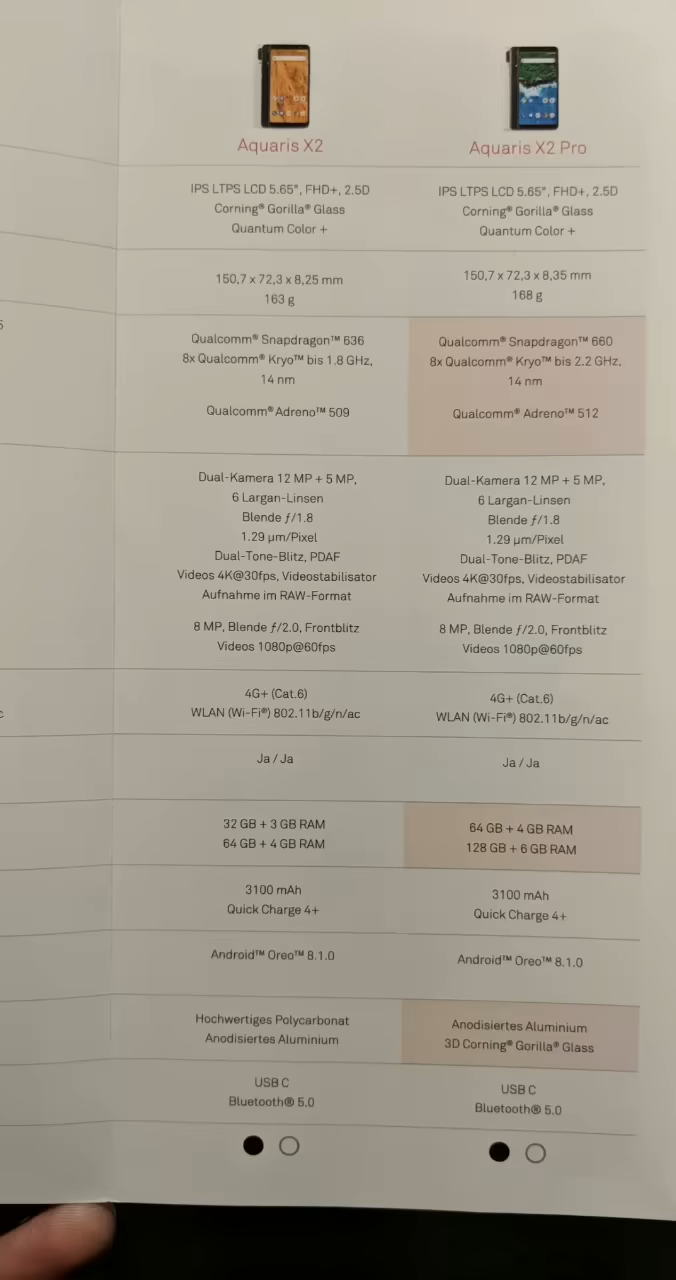 Aquaris X2
IPS LTPS LCD 5.65", FHD+, 2.5D
Corning® Gorilla® Glass
Quantum Color +
150,7 x 72,3 x 8,25 mm
163 g
Qualcomm® Snapdragon™ 636
8x Qualcomm® Kryo™ bis 1.8 GHz,
14 nm
Qualcomm® Adreno™ 509
Dual-Kamera 12 MP + 5 MP,
6 Largan-Linsen
Blende ƒ/1.8
1.29 µm/Pixel
Dual-Tone-Blitz, PDAF
Videos 4K@30fps, Videostabilisator
Aufnahme im RAW-Format
8 MP, Blende ƒ/2.0, Frontblitz
Videos 1080p@60fps
4G+ (Cat.6)
WLAN (Wi-Fi®) 802.11b/g/n/ac
Ja / Ja
32 GB + 3 GB RAM
64 GB + 4 GB RAM
3100 mAh
Quick Charge 4+
Android™ Oreo™ 8.1.0
Hochwertiges Polycarbonat
Anodisiertes Aluminium
USB C
Bluetooth® 5.0
Aquaris X2 Pro
IPS LTPS LCD 5.65", FHD+, 2.5D
Corning® Gorilla® Glass
Quantum Color +
150,7 x 72,3 x 8,35 mm
168 g
Qualcomm® Snapdragon™ 660
8x Qualcomm® Kryo™ bis 2.2 GHz,
14 nm
Qualcomm® Adreno™ 512
Dual-Kamera 12 MP + 5 MP,
6 Largan-Linsen
Blende ƒ/1.8
1.29 µm/Pixel
Dual-Tone-Blitz, PDAF
Videos 4K@30fps, Videostabilisator
Aufnahme im RAW-Format
8 MP, Blende ƒ/2.0, Frontblitz
Videos 1080p@60fps
4G+ (Cat.6)
WLAN (Wi-Fi®) 802.11b/g/n/ac
Ja / Ja
64 GB + 4 GB RAM
128 GB + 6 GB RAM
3100 mAh
Quick Charge 4+
Android™ Oreo™ 8.1.0
Anodisiertes Aluminium
3D Corning® Gorilla® Glass
USB C
Bluetooth® 5.0